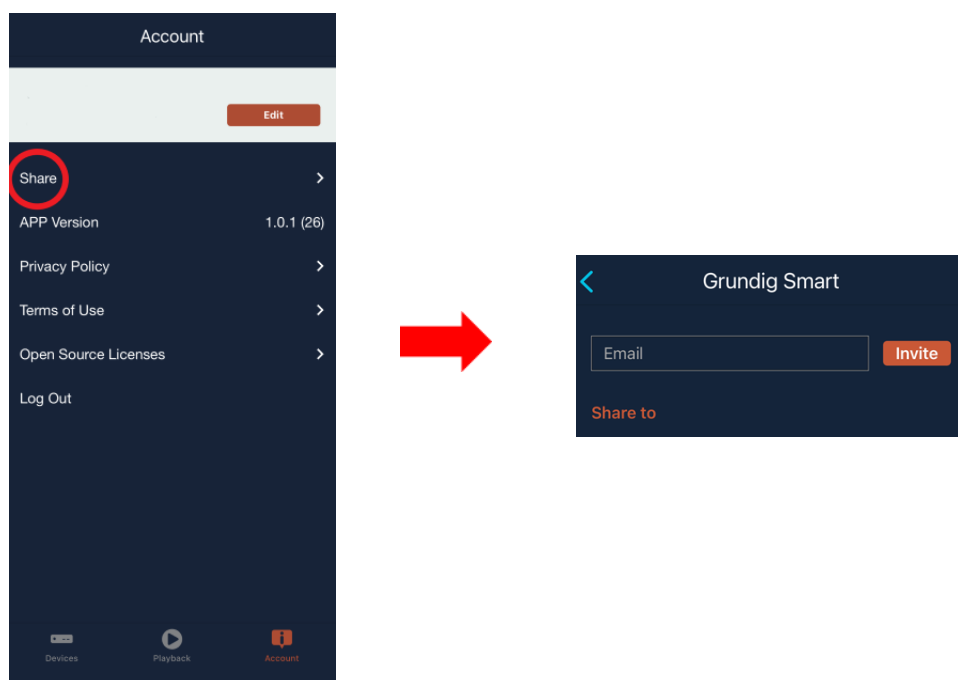 Account
Edit
Share
APP Version 1.0.1 (26)
Privacy Policy
Terms of Use
Open Source Licenses
Log Out
Devices Playback Account
Grundig Smart
Email Invite
Share to